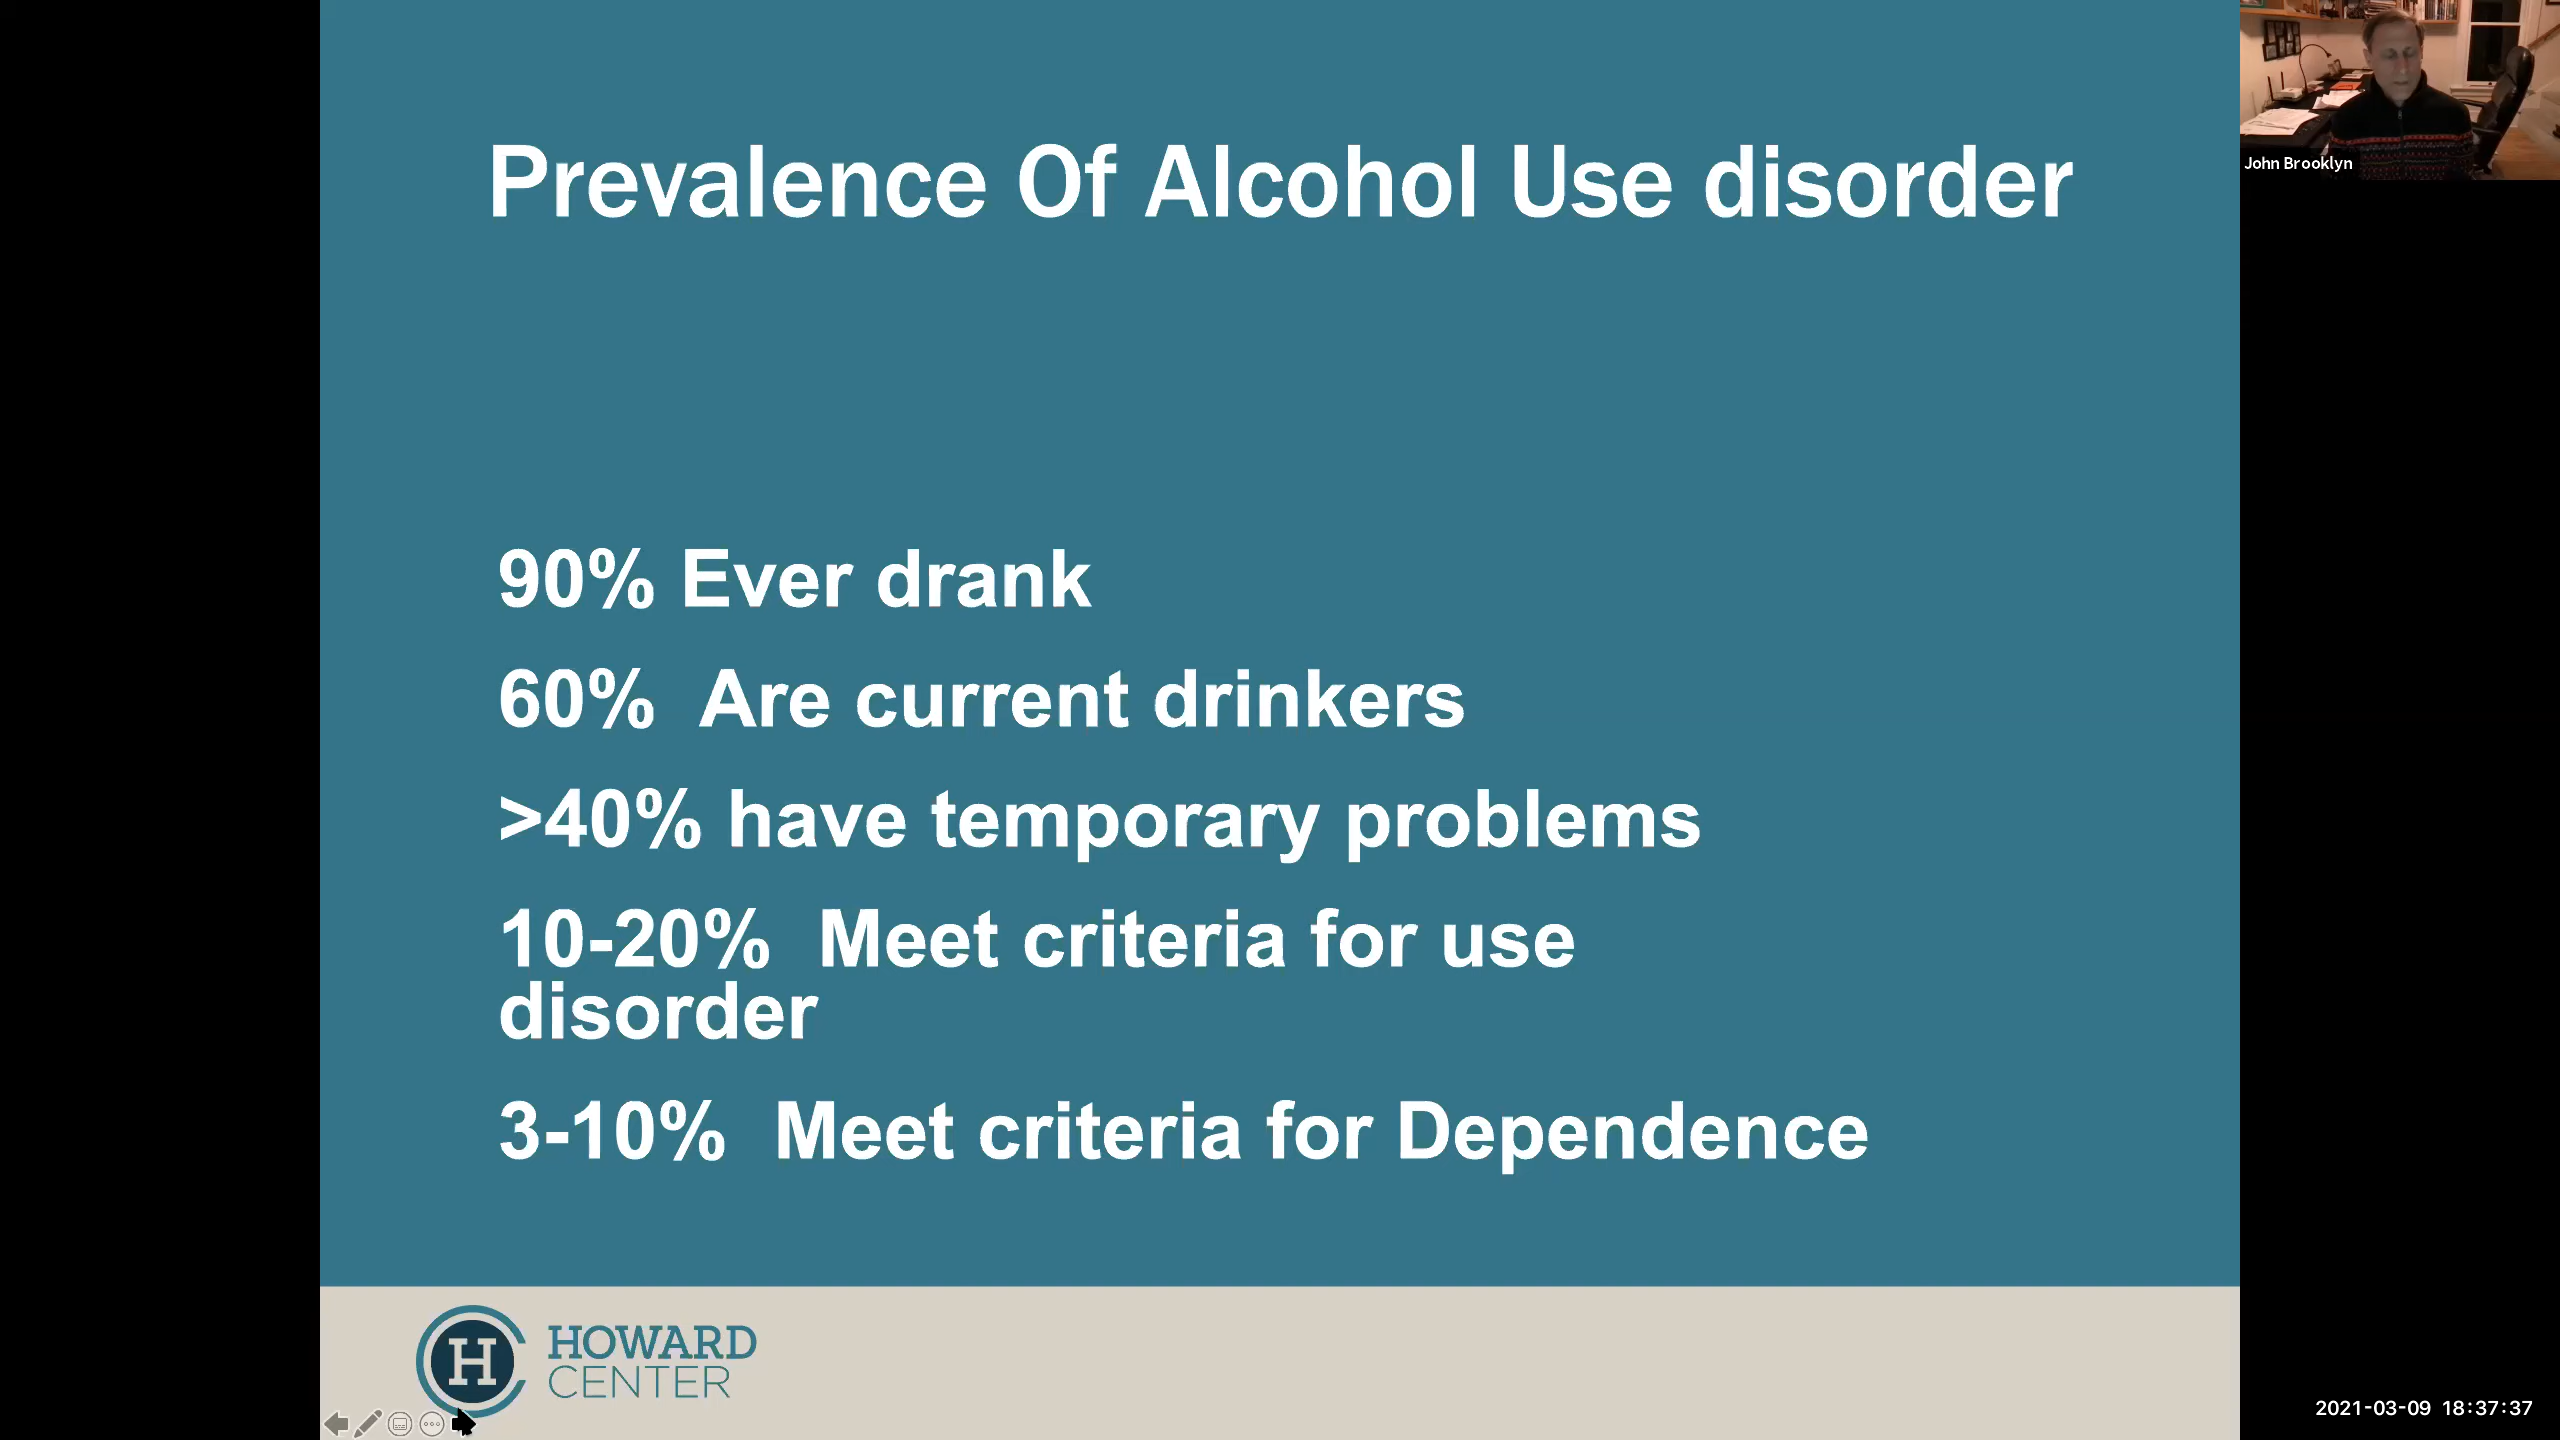 Prevalence Of Alcohol Use disorder
John Brooklyn
90% Ever drank
60% Are current drinkers
>40% have temporary problems
10-20% Meet criteria for use
disorder
3-10% Meet criteria for Dependence
H
HOWARD
CENTER
2021-03-09 18:37:37